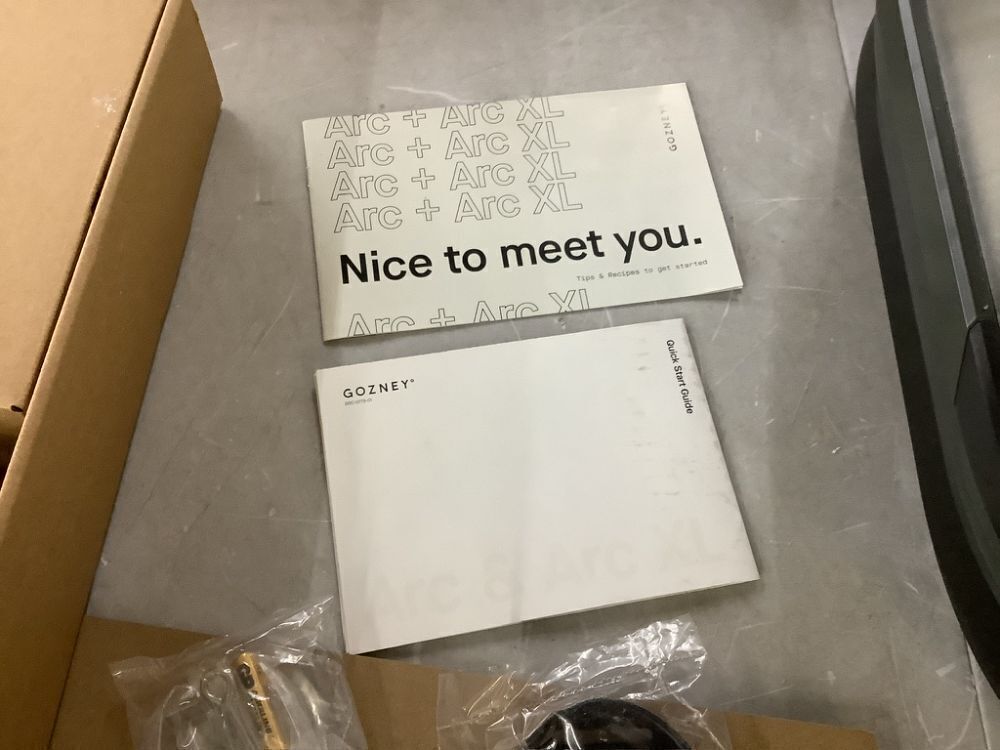 Arc + Arc XL
Arc + Arc XL
Arc + Arc XL
Arc + Arc XL
GOZNEY
Nice to meet you.
Tips & Recipes to get started
Arc + Arc XL
GOZNEY
Quick Start Guide
Arc & Arc XL